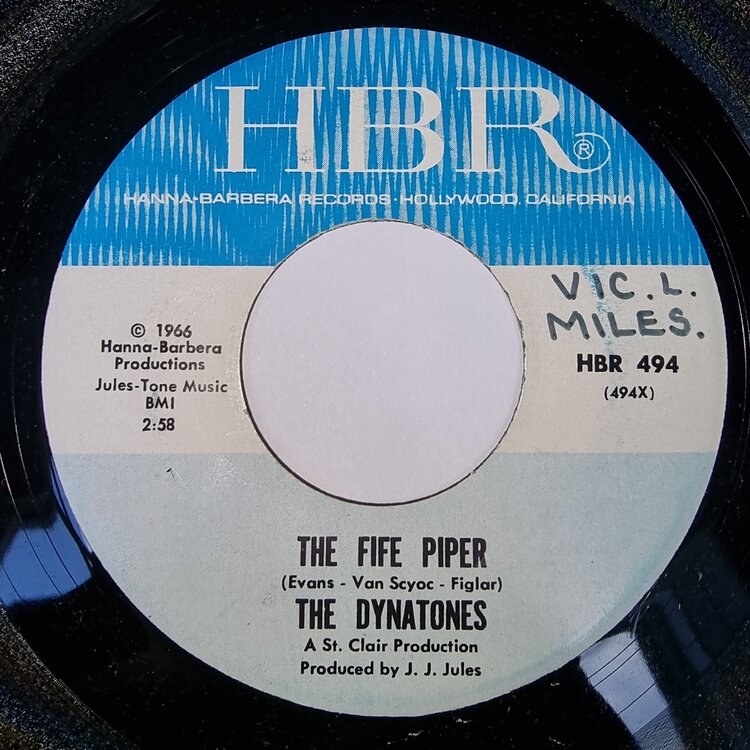 HBR®
HANNA-BARBERA RECORDS · HOLLYWOOD, CALIFORNIA
VIC. L.
MILES.
© 1966
Hanna-Barbera
Productions
Jules-Tone Music
BMI
2:58
HBR 494
(494X)
THE FIFE PIPER
(Evans - Van Scyoc - Figlar)
THE DYNATONES
A St. Clair Production
Produced by J. J. Jules